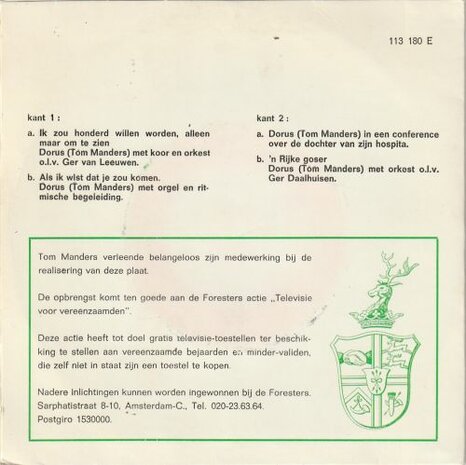 113 180 E
kant 1 :
a. Ik zou honderd willen worden, alleen
maar om te zien
Dorus (Tom Manders) met koor en orkest
o.l.v. Ger van Leeuwen.
b. Als ik wist dat je zou komen.
Dorus (Tom Manders) met orgel en rit-
mische begeleiding.
kant 2 :
a. Dorus (Tom Manders) in een conference
over de dochter van zijn hospita.
b. 'n Rijke goser
Dorus (Tom Manders) met orkest o.l.v.
Ger Daalhuisen.
Tom Manders verleende belangeloos zijn medewerking bij de
realisering van deze plaat.
De opbrengst komt ten goede aan de Foresters actie „Televisie
voor vereenzaamden”.
Deze actie heeft tot doel gratis televisie-toestellen ter beschik-
king te stellen aan vereenzaamde bejaarden en minder-validen,
die zelf niet in staat zijn een toestel te kopen.
Nadere inlichtingen kunnen worden ingewonnen bij de Foresters.
Sarphatistraat 8-10, Amsterdam-C., Tel. 020-23.63.64.
Postgiro 1530000.